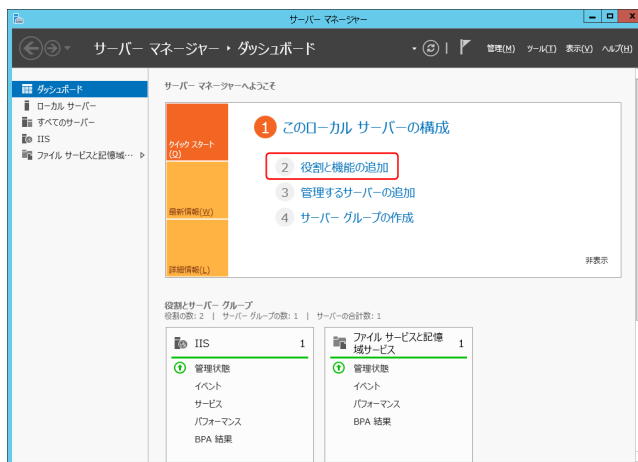 サーバー マネージャー
サーバー マネージャー ・ ダッシュボード
管理(M) ツール(T) 表示(V) ヘルプ(H)
ダッシュボード
ローカル サーバー
すべてのサーバー
IIS
ファイル サービスと記憶域…
サーバー マネージャーへようこそ
クイック スタート
(Q)
最新情報(W)
詳細情報(L)
1 このローカル サーバーの構成
2 役割と機能の追加
3 管理するサーバーの追加
4 サーバー グループの作成
非表示
役割とサーバー グループ
役割の数: 2 | サーバー グループの数: 1 | サーバーの合計数: 1
IIS 1
管理状態
イベント
サービス
パフォーマンス
BPA 結果
ファイル サービスと記憶
域サービス 1
管理状態
イベント
パフォーマンス
BPA 結果